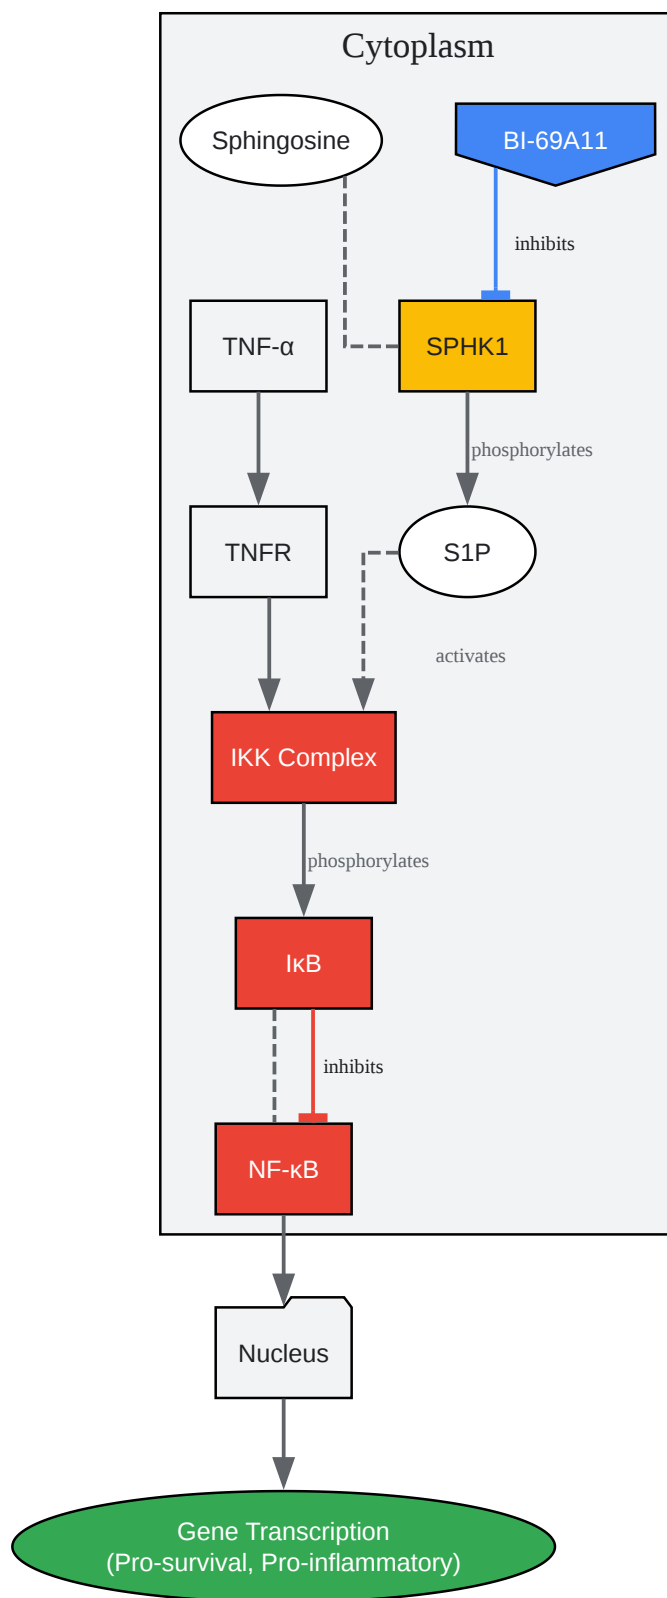 Cytoplasm
Sphingosine
BI-69A11
inhibits
TNF-α
SPHK1
phosphorylates
TNFR
S1P
activates
IKK Complex
phosphorylates
IκB
inhibits
NF-κB
Nucleus
Gene Transcription
(Pro-survival, Pro-inflammatory)